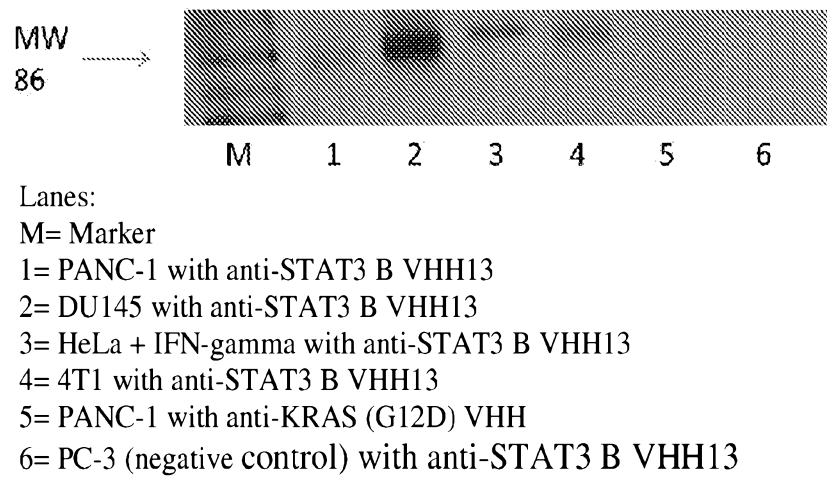 MW
86
M 1 2 3 4 5 6
Lanes:
M= Marker
1= PANC-1 with anti-STAT3 B VHH13
2= DU145 with anti-STAT3 B VHH13
3= HeLa + IFN-gamma with anti-STAT3 B VHH13
4= 4T1 with anti-STAT3 B VHH13
5= PANC-1 with anti-KRAS (G12D) VHH
6= PC-3 (negative control) with anti-STAT3 B VHH13